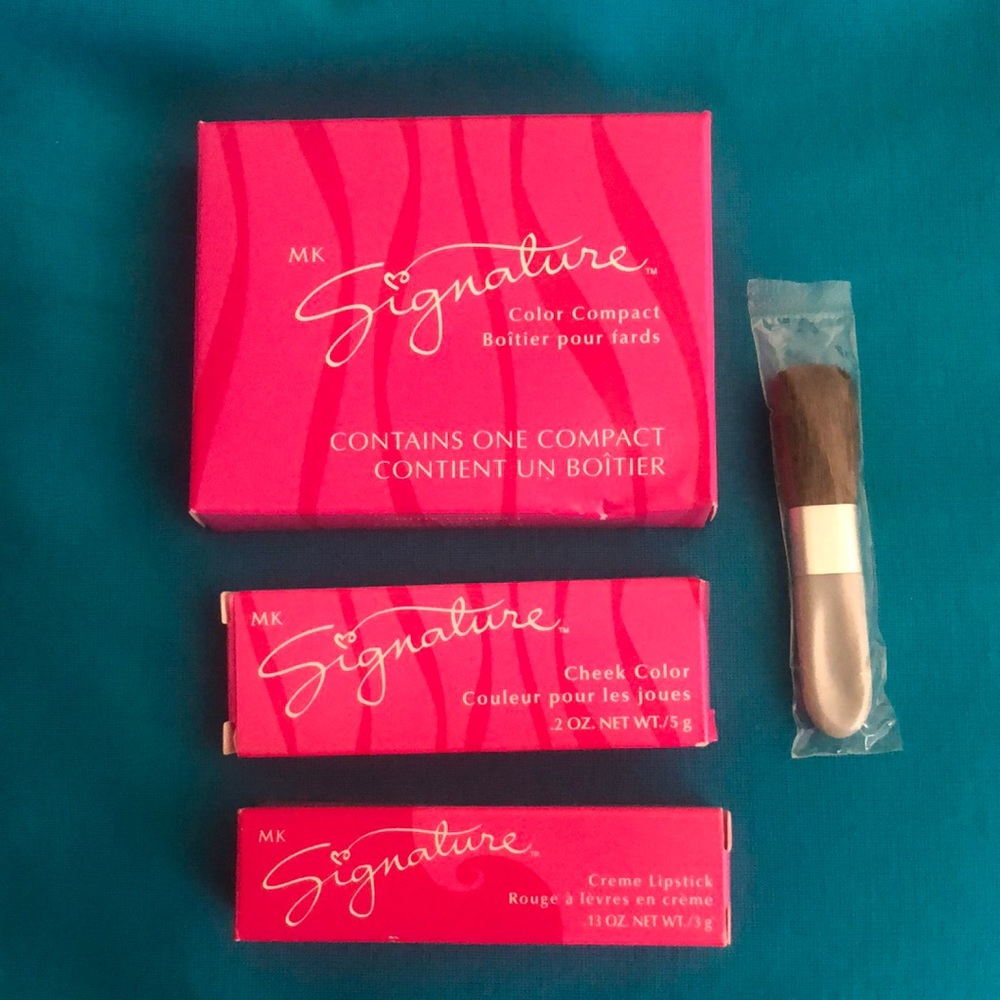 MK
Signature™
Color Compact
Boîtier pour fards
CONTAINS ONE COMPACT
CONTIENT UN BOÎTIER
MK
Signature™
Cheek Color
Couleur pour les joues
.2 OZ. NET WT./5 g
MK
Signature™
Creme Lipstick
Rouge à lèvres en crème
.13 OZ. NET WT./3 g